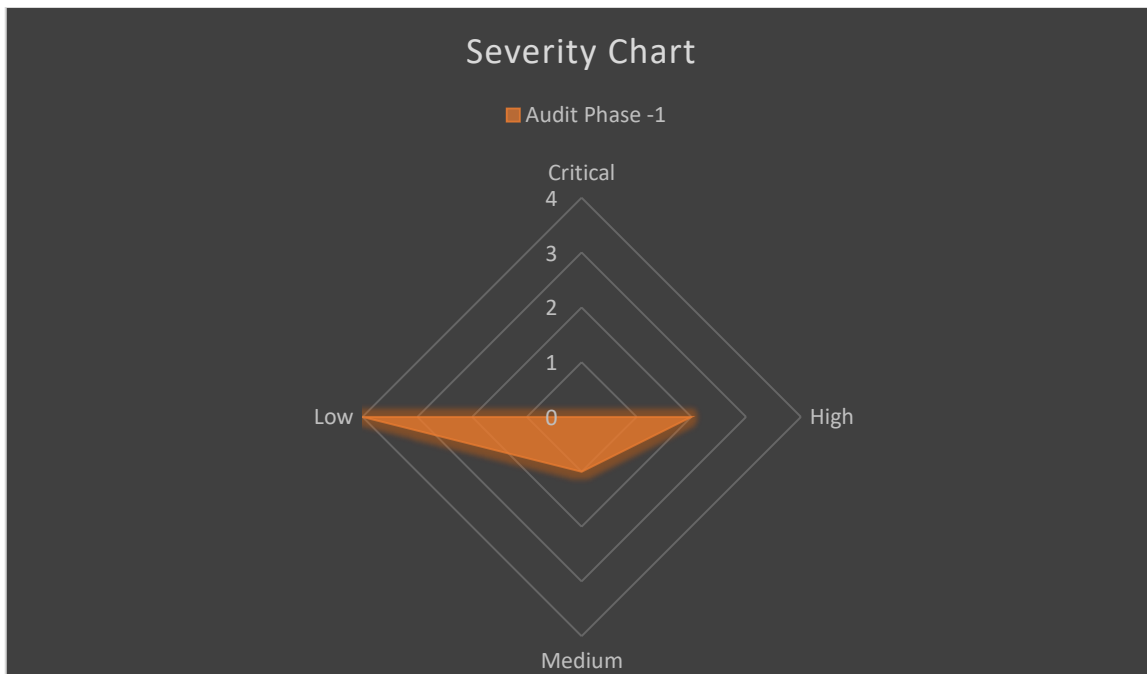 Severity Chart
Audit Phase -1
Critical
4
3
2
1
Low 0 High
Medium